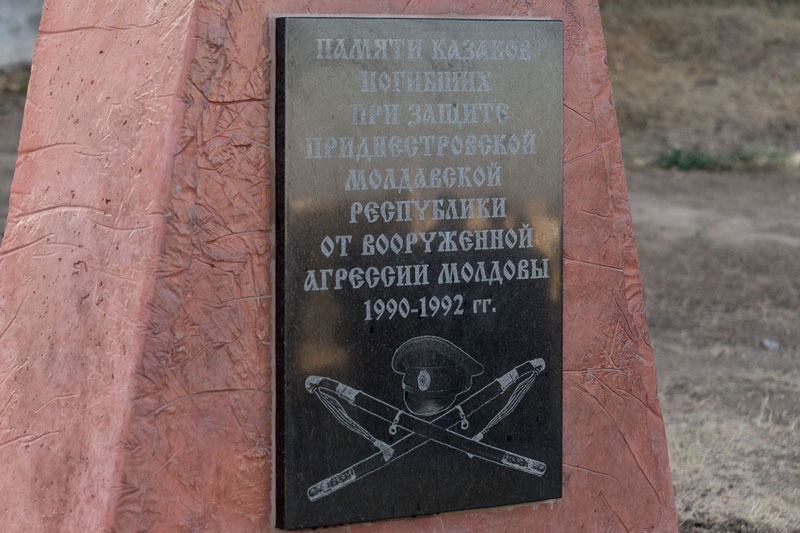 ПАМЯТИ КАЗАКОВ
ПОГИБШИХ
ПРИ ЗАЩИТЕ
ПРИДНЕСТРОВСКОЙ
МОЛДАВСКОЙ
РЕСПУБЛИКИ
ОТ ВООРУЖЕННОЙ
АГРЕССИИ МОЛДОВЫ
1990-1992 гг.